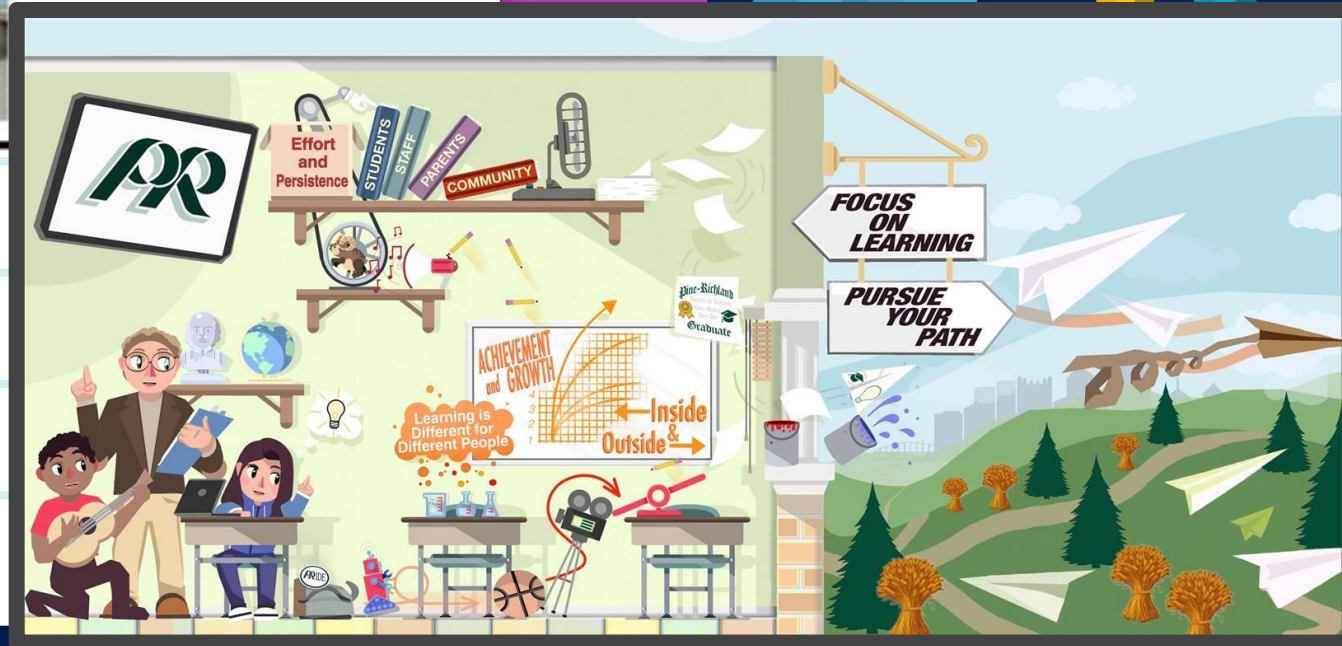 PR
Effort
and
Persistence
STUDENTS
STAFF
PARENTS
COMMUNITY
FOCUS
ON
LEARNING
PURSUE
YOUR
PATH
Pine-Richland
Graduate
ACHIEVEMENT
and GROWTH
4
3
2
1
Inside
&
Outside
Learning is
Different for
Different People
PRIDE